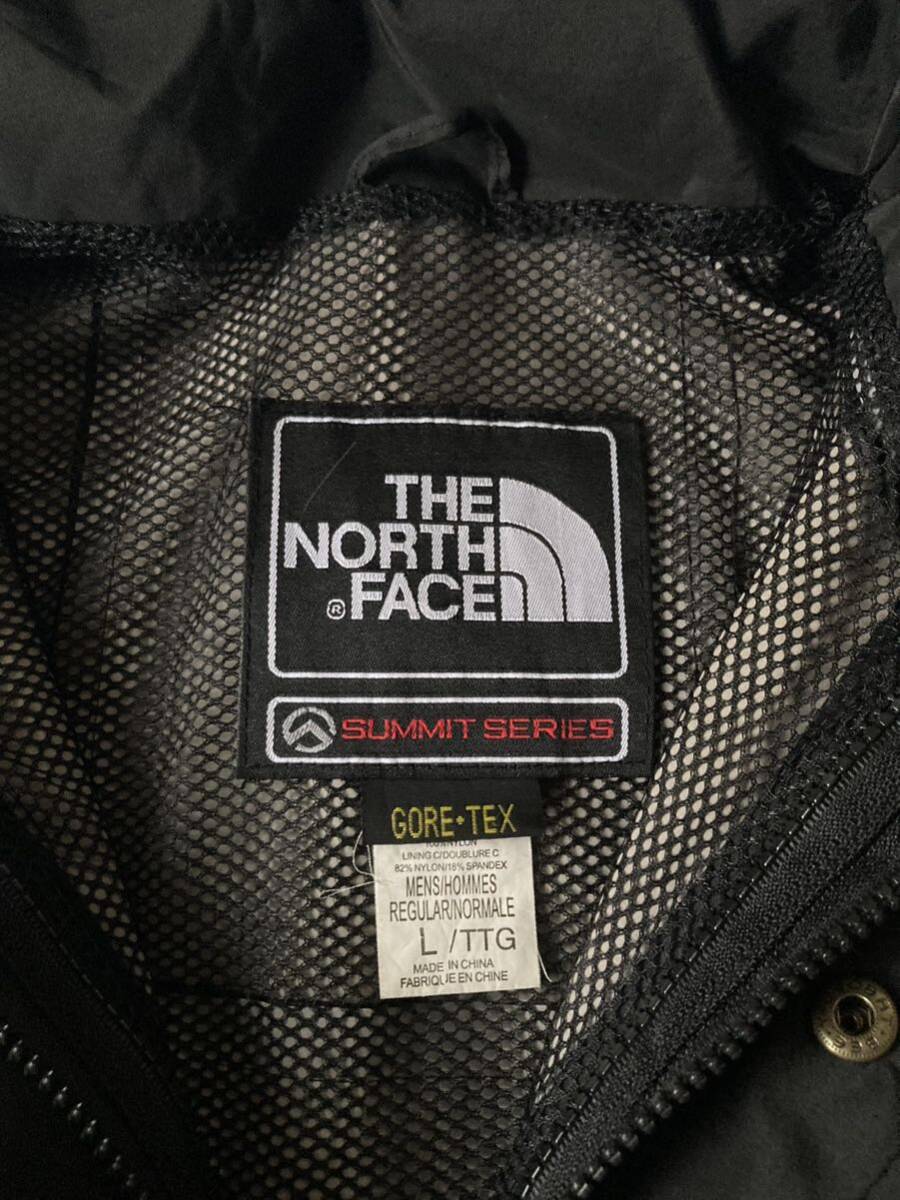 THE
NORTH
®FACE
SUMMIT SERIES
GORE-TEX
100%NYLON
LINING C/DOUBLURE C
82% NYLON/18% SPANDEX
MENS/HOMMES
REGULAR/NORMALE
L /TTG
MADE IN CHINA
FABRIQUE EN CHINE